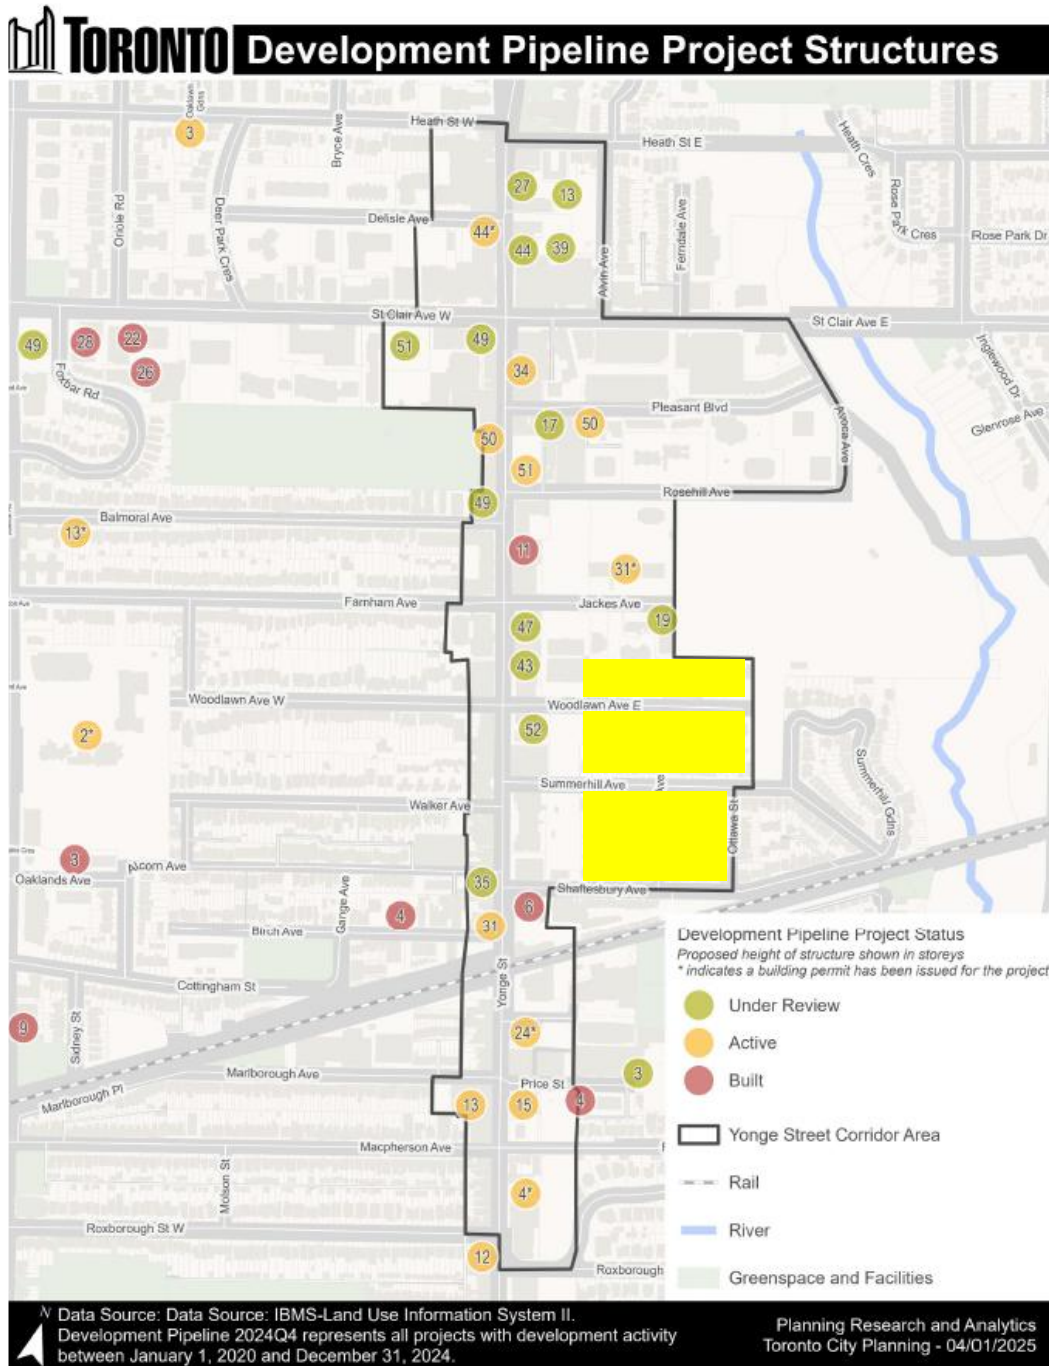 TORONTO Development Pipeline Project Structures
Oaklawn
Gdns
3
Bryce Ave
Heath St W
Heath St E
Heath Cres
Oriole Rd
Deer Park Cres
27
13
Rose Park Cres
Delisle Ave
44*
44
39
Alvin Ave
Ferndale Ave
Rose Park Dr
St Clair Ave W
St Clair Ave E
49
28
22
26
51
49
34
Inglewood Dr
Foxbar Rd
Pleasant Blvd
17
50
50
Avoca Ave
Glenrose Ave
51
Rosehill Ave
49
Balmoral Ave
13*
11
31*
Farnham Ave
Jackes Ave
47
19
43
Woodlawn Ave W
Woodlawn Ave E
2*
52
Summerhill Ave
Ave
Summerhill Gdns
Walker Ave
Ottawa St
3
Oaklands Ave
Acorn Ave
35
Shaftesbury Ave
Gange Ave
4
6
Birch Ave
31
Cottingham St
Yonge St
9
Sidney St
24*
Marlborough Ave
Price St
3
Marlborough Pl
13
15
4
Macpherson Ave
Molson St
4*
Roxborough St W
12
Roxborough
Development Pipeline Project Status
Proposed height of structure shown in storeys
* indicates a building permit has been issued for the project
Under Review
Active
Built
Yonge Street Corridor Area
Rail
River
Greenspace and Facilities
N
Data Source: Data Source: IBMS-Land Use Information System II.
Development Pipeline 2024Q4 represents all projects with development activity
between January 1, 2020 and December 31, 2024.
Planning Research and Analytics
Toronto City Planning - 04/01/2025